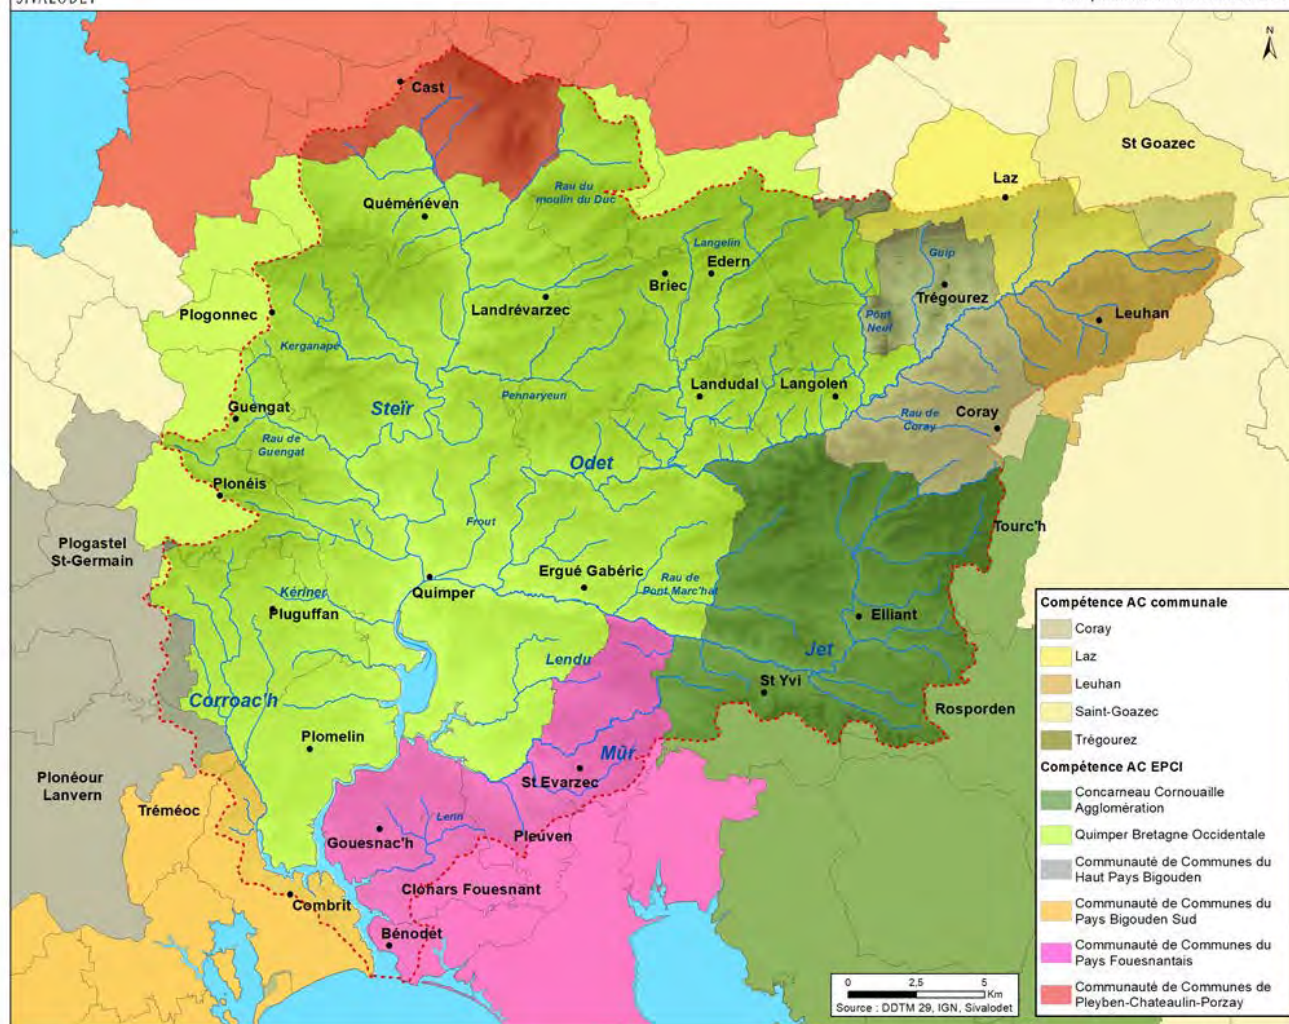 SIVALODET
N
Cast
St Goazec
Rau du
moulin du Duc
Laz
Quéménéven
Langelin
Guip
Edern
Briec
Trégourez
Plogonnec
Landrévarzec
Pont
Neuf
Leuhan
Kerganape
Pennaryeun
Landudal
Langolen
Guengat
Steïr
Rau de
Coray
Coray
Rau de
Guengat
Odet
Plonéis
Frout
Tourc'h
Plogastel
St-Germain
Ergué Gabéric
Rau de
Pont Marc'hat
Kériner
Quimper
Pluguffan
Elliant
Jet
Lendu
St Yvi
Corroac'h
Rosporden
Plomelin
Mûr
St Evarzec
Plonéour
Lanvern
Tréméoc
Lenn
Pleuven
Gouesnac'h
Clohars Fouesnant
Combrit
Bénodet
Compétence AC communale
Coray
Laz
Leuhan
Saint-Goazec
Trégourez
Compétence AC EPCI
Concarneau Cornouaille
Agglomération
Quimper Bretagne Occidentale
Communauté de Communes du
Haut Pays Bigouden
Communauté de Communes du
Pays Bigouden Sud
Communauté de Communes du
Pays Fouesnantais
Communauté de Communes de
Pleyben-Chateaulin-Porzay
0 2,5 5
Km
Source : DDTM 29, IGN, Sivalodet